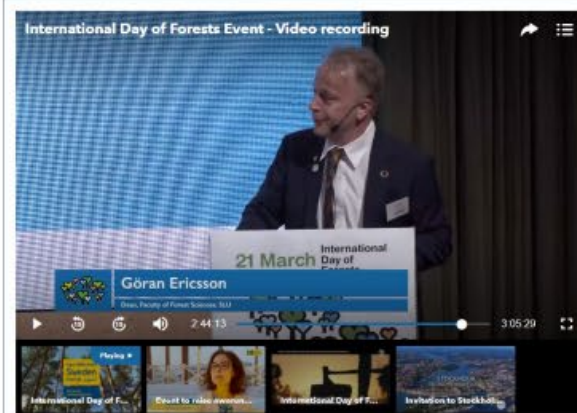 International Day of Forests Event - Video recording
21 March International
Day of
Forests
Göran Ericsson
Dean, Faculty of Forest Sciences, SLU
2:44:13
3:05:29
Playing
Sweden
International Day of F...
Event to raise awaren...
International Day of F...
Invitation to Stockhol...